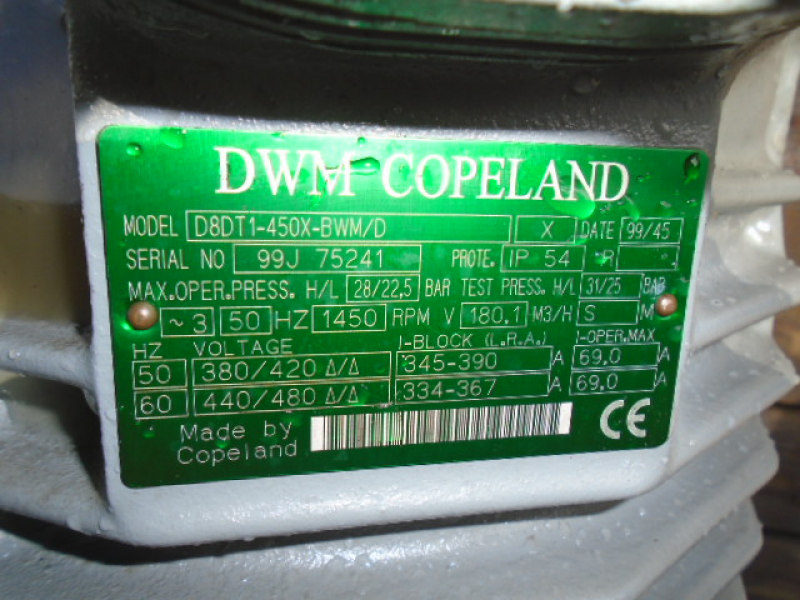 DWM COPELAND
MODEL D8DT1-450X-BWM/D X DATE 99/45
SERIAL NO 99J 75241 PROTE. IP 54 R
MAX.OPER.PRESS. H/L 28/22,5 BAR TEST PRESS. H/L 31/25 BAR
~3 50 HZ 1450 RPM V 180.1 M3/H S M
HZ VOLTAGE I-BLOCK (L.R.A.) I-OPER.MAX
50 380/420 Δ/Δ 345-390 A 69.0 A
60 440/480 Δ/Δ 334-367 A 69.0 A
Made by
Copeland
CE